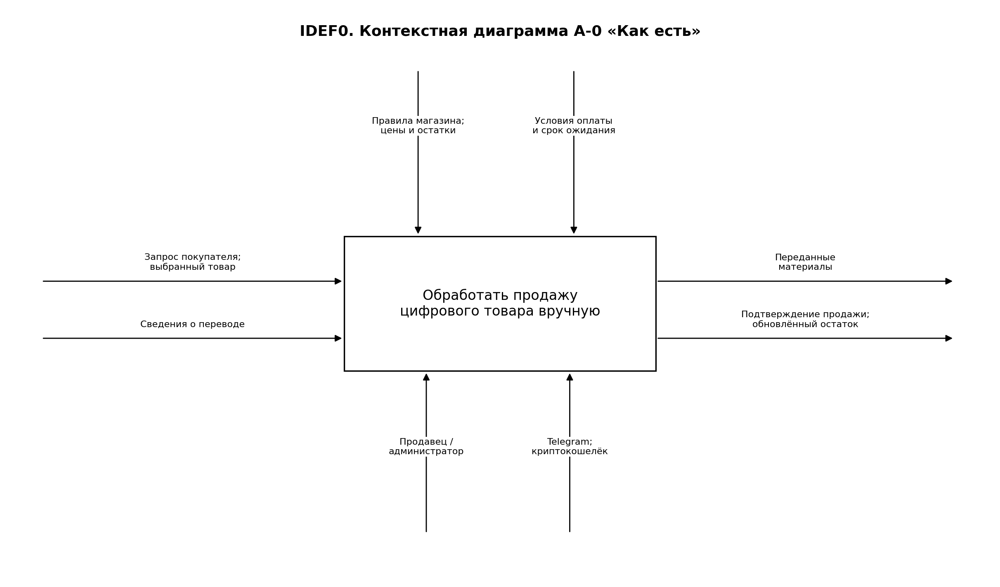 IDEF0. Контекстная диаграмма A-0 «Как есть»
Правила магазина;
цены и остатки
Условия оплаты
и срок ожидания
Запрос покупателя;
выбранный товар
Переданные
материалы
Обработать продажу
цифрового товара вручную
Сведения о переводе
Подтверждение продажи;
обновлённый остаток
Продавец /
администратор
Telegram;
криптокошелёк